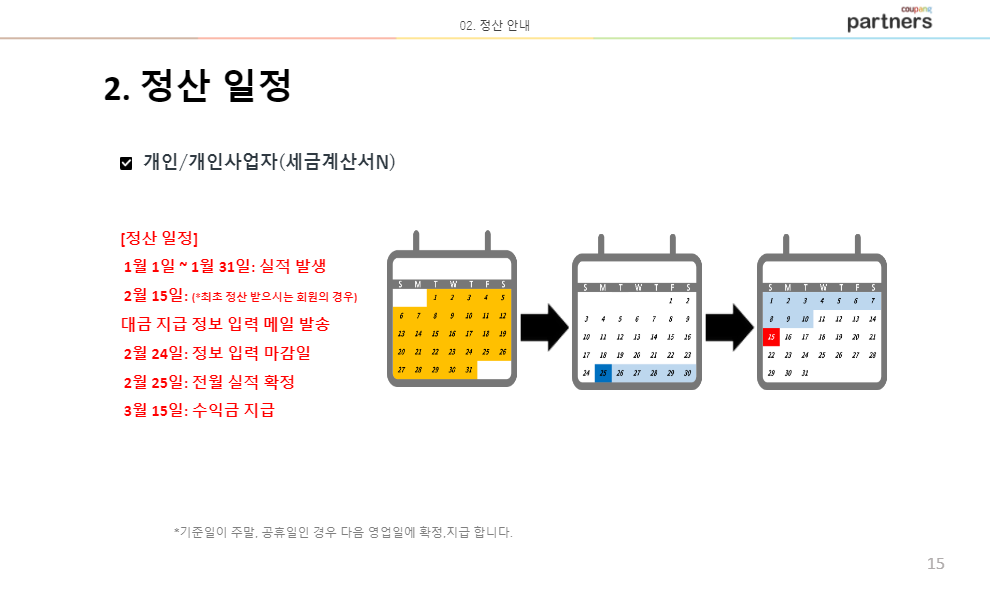 02. 정산 안내
coupang
partners
2. 정산 일정
개인/개인사업자(세금계산서N)
[정산 일정]
1월 1일 ~ 1월 31일: 실적 발생
2월 15일: (*최초 정산 받으시는 회원의 경우)
대금 지급 정보 입력 메일 발송
2월 24일: 정보 입력 마감일
2월 25일: 전월 실적 확정
3월 15일: 수익금 지급
S M T W T F S
1 2 3 4 5
6 7 8 9 10 11 12
13 14 15 16 17 18 19
20 21 22 23 24 25 26
27 28 29 30 31
S M T W T F S
1 2
3 4 5 6 7 8 9
10 11 12 13 14 15 16
17 18 19 20 21 22 23
24 25 26 27 28 29 30
S M T W T F S
1 2 3 4 5 6 7
8 9 10 11 12 13 14
15 16 17 18 19 20 21
22 23 24 25 26 27 28
29 30 31
*기준일이 주말, 공휴일인 경우 다음 영업일에 확정,지급 합니다.
15